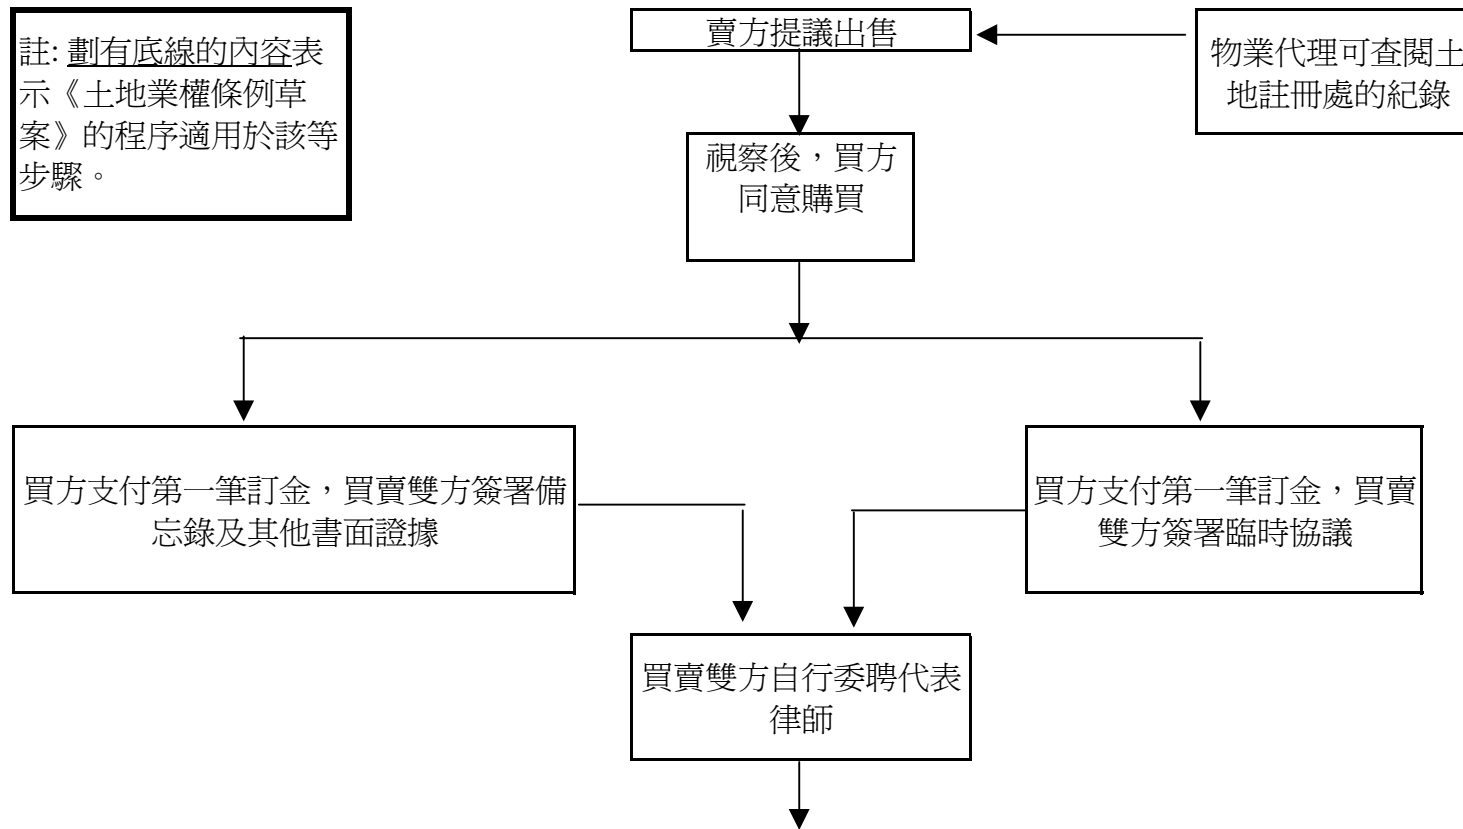 註: 劃有底線的內容表
示《土地業權條例草
案》的程序適用於該等
步驟。
賣方提議出售
物業代理可查閱土
地註冊處的紀錄
視察後，買方
同意購買
買方支付第一筆訂金，買賣雙方簽署備
忘錄及其他書面證據
買方支付第一筆訂金，買賣
雙方簽署臨時協議
買賣雙方自行委聘代表
律師